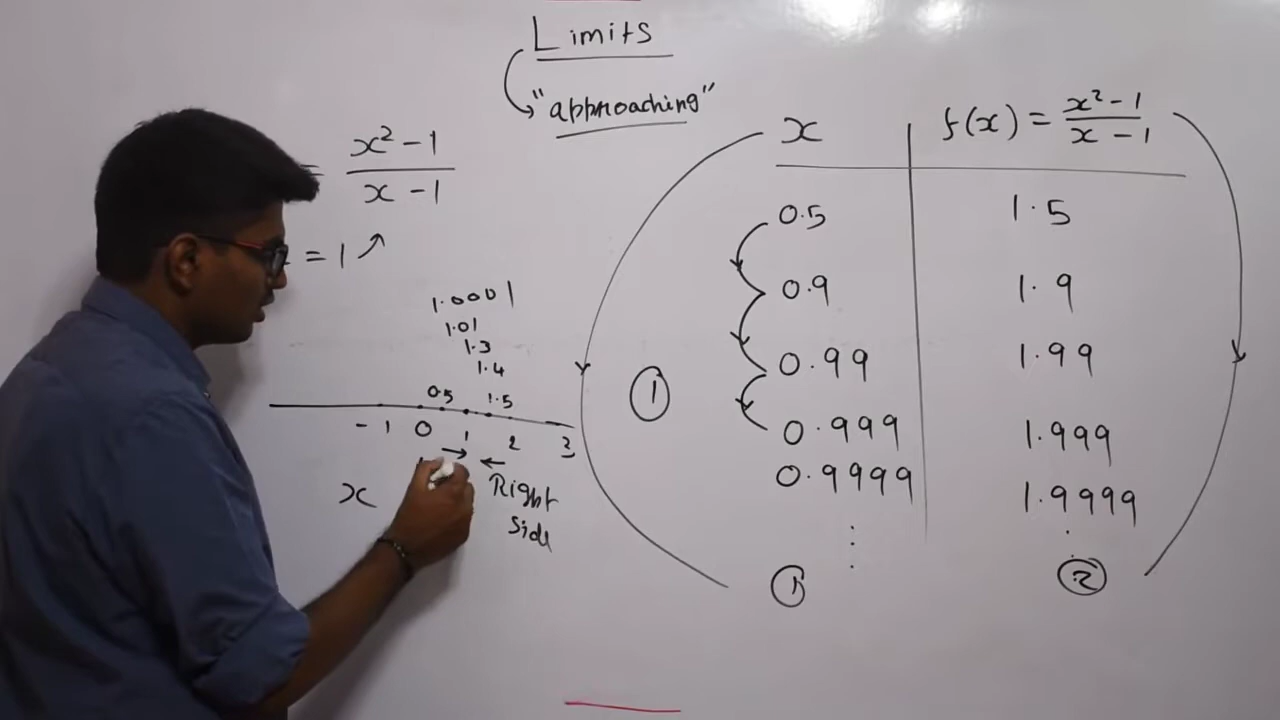 Limits
"approaching"
= x² - 1 / x - 1
= 1
x | f(x) = x² - 1 / x - 1
0.5 | 1.5
0.9 | 1.9
0.99 | 1.99
0.999 | 1.999
0.9999 | 1.9999
① | ②
①
1.0001
1.01
1.3
1.4
0.5 1.5
-1 0 1 2 3
x
Right
Side